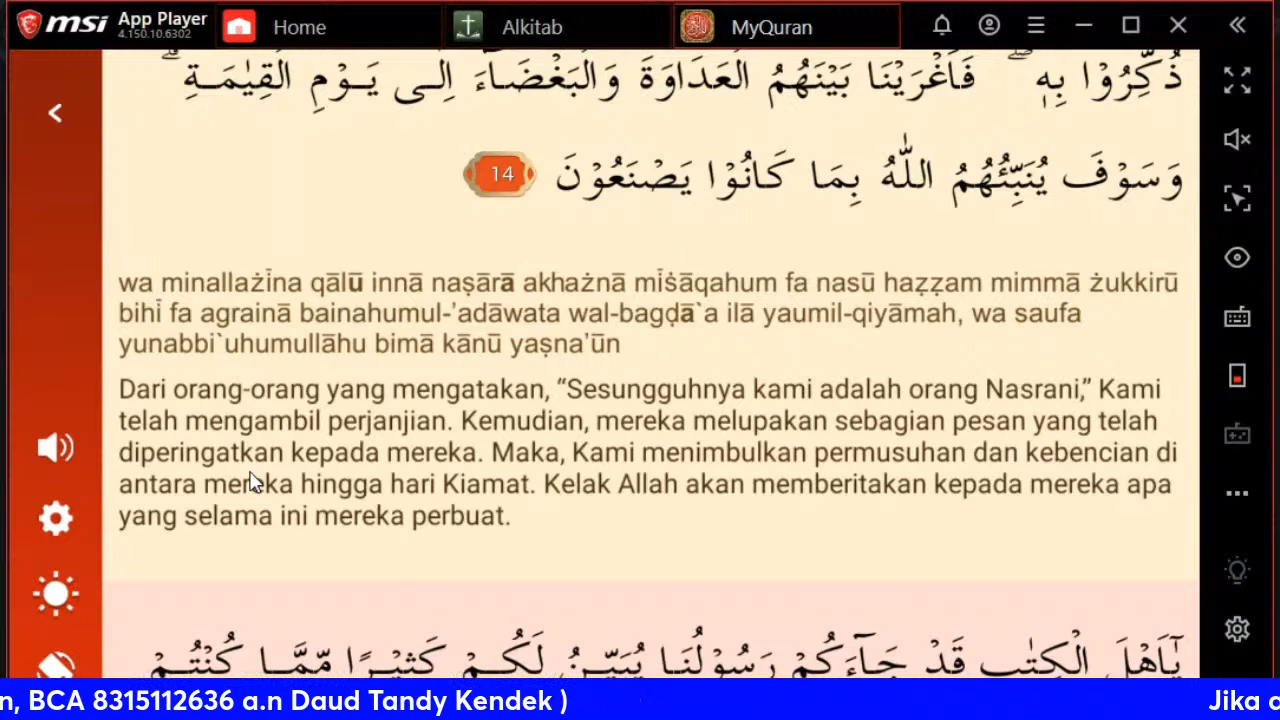 msi App Player
4.150.10.6302
Home
Alkitab
MyQuran
ذُكِّرُوْا بِهٖۖ فَاَغْرَيْنَا بَيْنَهُمُ الْعَدَاوَةَ وَالْبَغْضَاۤءَ اِلٰى يَوْمِ الْقِيٰمَةِۗ
وَسَوْفَ يُنَبِّئُهُمُ اللّٰهُ بِمَا كَانُوْا يَصْنَعُوْنَ 14
wa minallażīna qālū innā naṣārā akhażnā mīṡāqahum fa nasū ḥaẓẓam mimmā żukkirū
bihī fa agrainā bainahumul-’adāwata wal-bagḍā`a ilā yaumil-qiyāmah, wa saufa
yunabbi`uhumullāhu bimā kānū yaṣna’ūn
Dari orang-orang yang mengatakan, “Sesungguhnya kami adalah orang Nasrani,” Kami
telah mengambil perjanjian. Kemudian, mereka melupakan sebagian pesan yang telah
diperingatkan kepada mereka. Maka, Kami menimbulkan permusuhan dan kebencian di
antara mereka hingga hari Kiamat. Kelak Allah akan memberitakan kepada mereka apa
yang selama ini mereka perbuat.
يٰٓاَهْلَ الْكِتٰبِ قَدْ جَاۤءَكُمْ رَسُوْلُنَا يُبَيِّنُ لَكُمْ كَثِيْرًا مِّمَّا كُنْتُمْ
n, BCA 8315112636 a.n Daud Tandy Kendek )
Jika